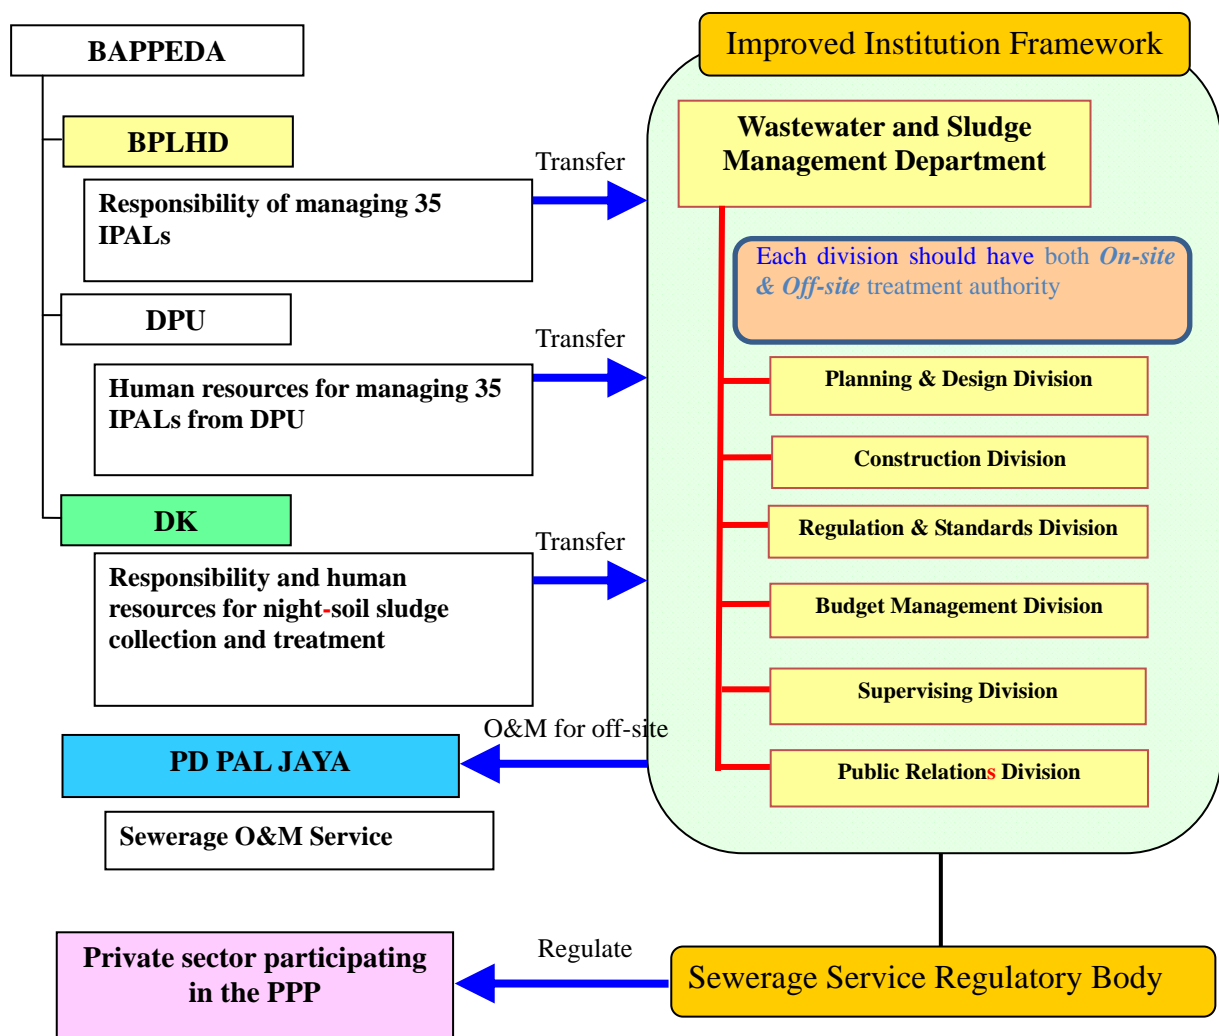 BAPPEDA
BPLHD
Responsibility of managing 35
IPALs
Transfer
DPU
Human resources for managing 35
IPALs from DPU
Transfer
DK
Responsibility and human
resources for night-soil sludge
collection and treatment
Transfer
PD PAL JAYA
O&M for off-site
Sewerage O&M Service
Private sector participating
in the PPP
Regulate
Improved Institution Framework
Wastewater and Sludge
Management Department
Each division should have both On-site
& Off-site treatment authority
Planning & Design Division
Construction Division
Regulation & Standards Division
Budget Management Division
Supervising Division
Public Relations Division
Sewerage Service Regulatory Body